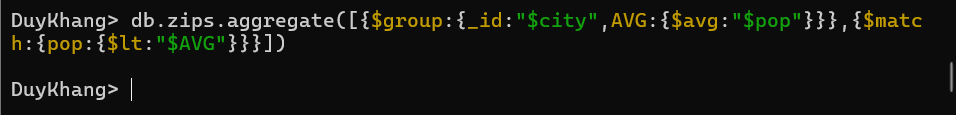 DuyKhang> db.zips.aggregate([{$group:{_id:"$city",AVG:{$avg:"$pop"}}},{$matc
h:{pop:{$lt:"$AVG"}}}])
DuyKhang>